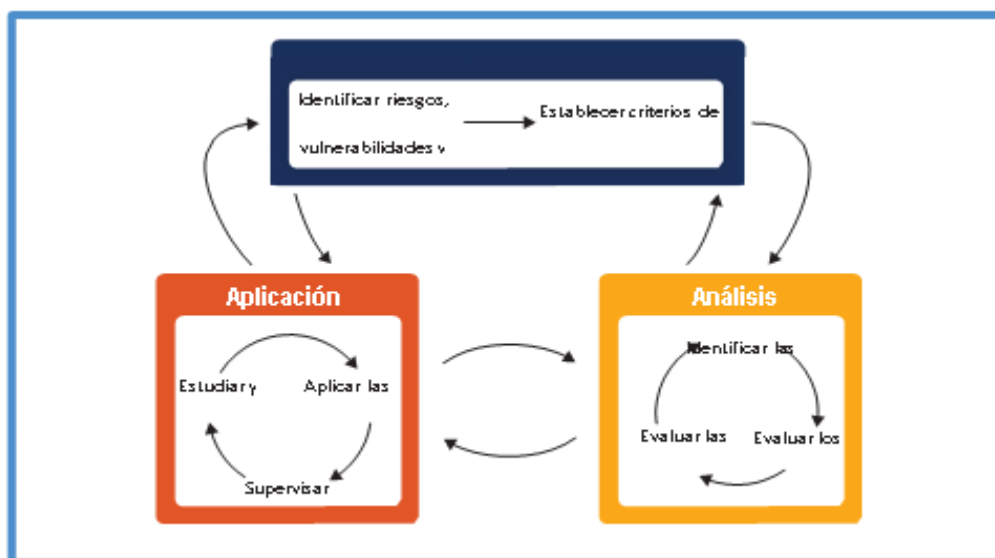 Identificar riesgos,
vulnerabilidades y
Establecer criterios de
Aplicación
Estudiar y
Aplicar las
Supervisar
Análisis
Identificar las
Evaluar las
Evaluar los